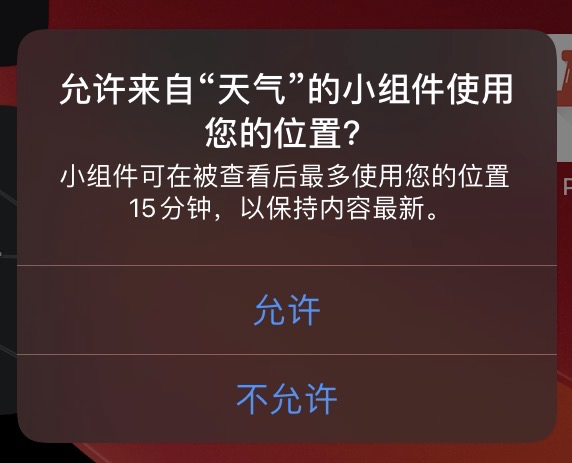 允许来自“天气”的小组件使用
您的位置？
小组件可在被查看后最多使用您的位置
15分钟，以保持内容最新。
允许
不允许